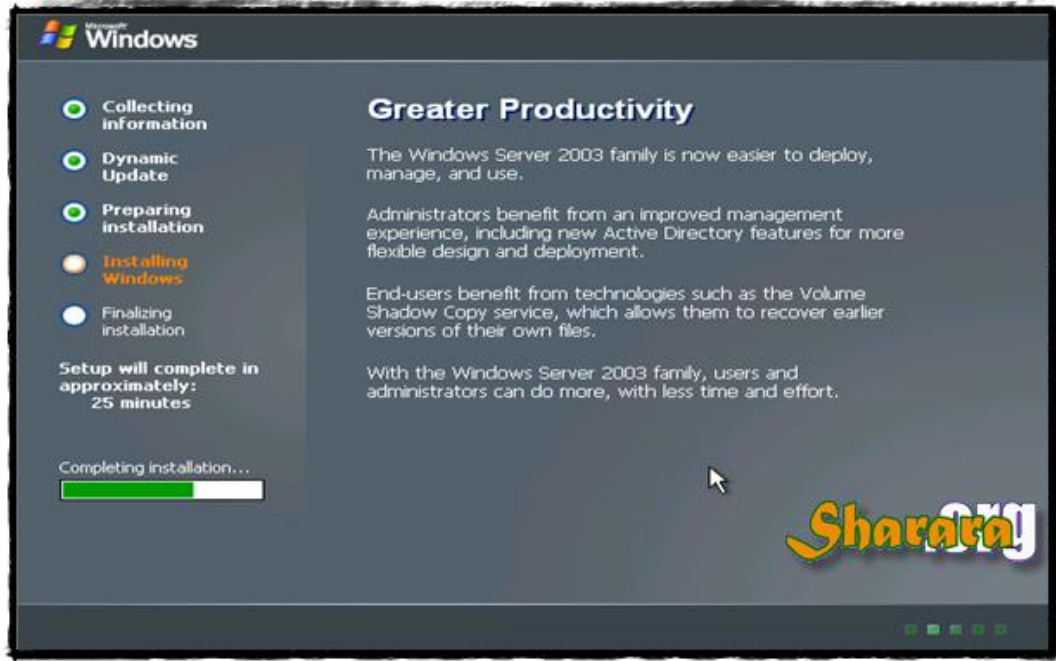 Microsoft
Windows
Collecting
information
Dynamic
Update
Preparing
installation
Installing
Windows
Finalizing
installation
Setup will complete in
approximately:
25 minutes
Completing installation...
Greater Productivity
The Windows Server 2003 family is now easier to deploy,
manage, and use.
Administrators benefit from an improved management
experience, including new Active Directory features for more
flexible design and deployment.
End-users benefit from technologies such as the Volume
Shadow Copy service, which allows them to recover earlier
versions of their own files.
With the Windows Server 2003 family, users and
administrators can do more, with less time and effort.
Sharara.org